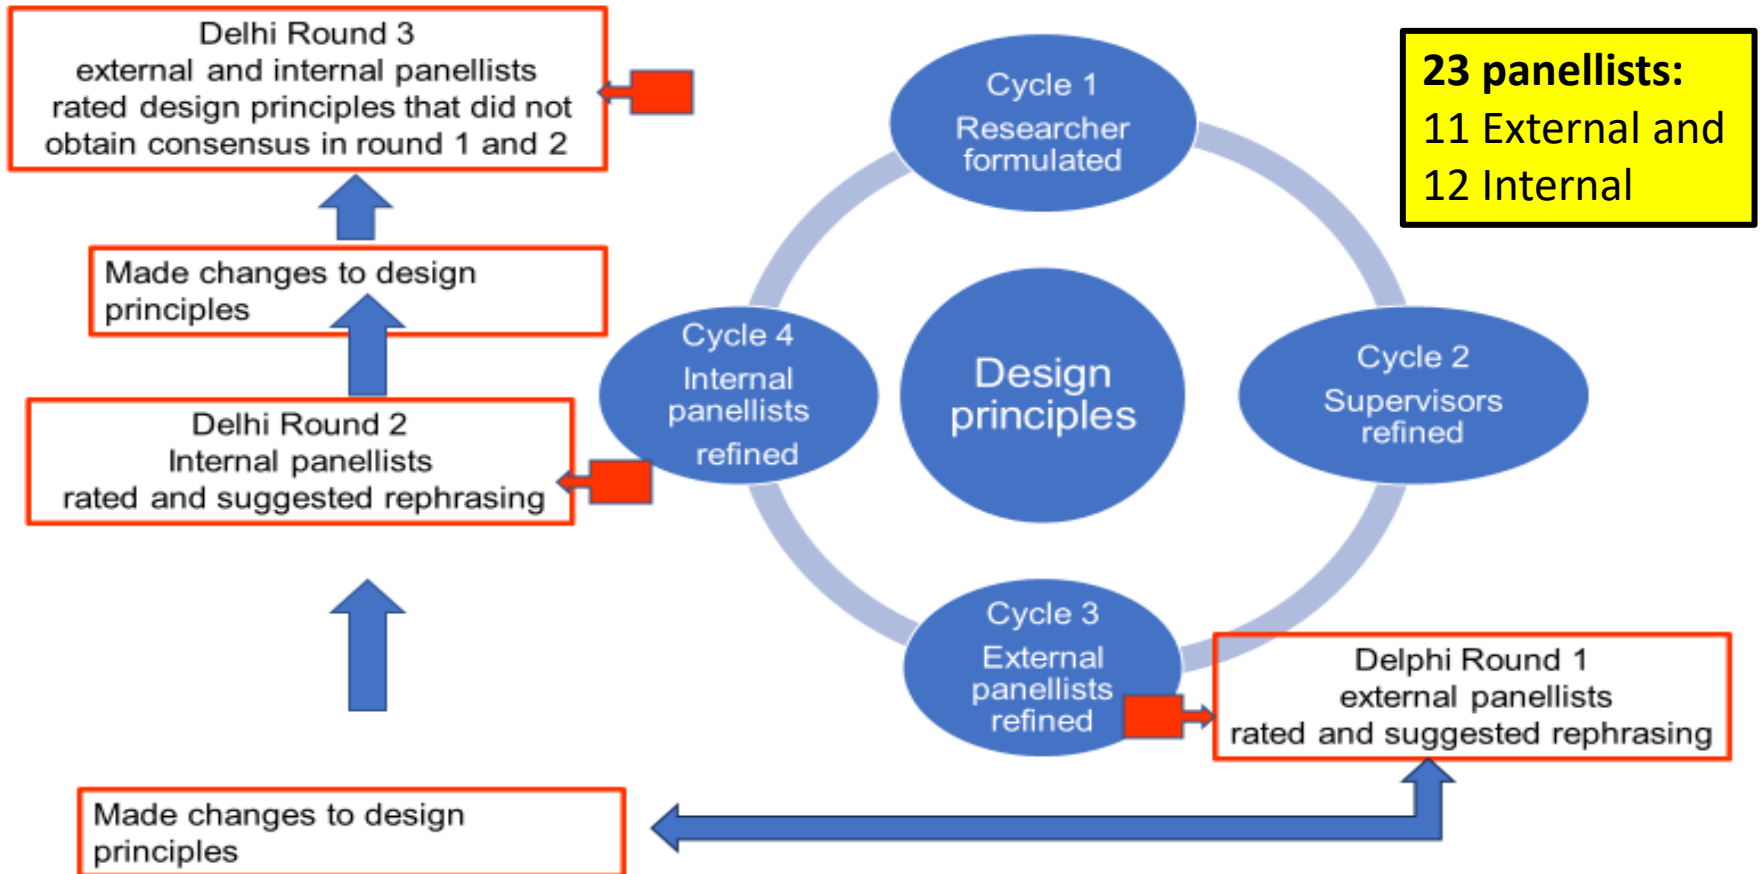 Delhi Round 3
external and internal panellists
rated design principles that did not
obtain consensus in round 1 and 2
Made changes to design
principles
Delhi Round 2
Internal panellists
rated and suggested rephrasing
Made changes to design
principles
Cycle 1
Researcher
formulated
Cycle 2
Supervisors
refined
Cycle 3
External
panellists
refined
Cycle 4
Internal
panellists
refined
Design
principles
Delphi Round 1
external panellists
rated and suggested rephrasing
23 panellists:
11 External and
12 Internal